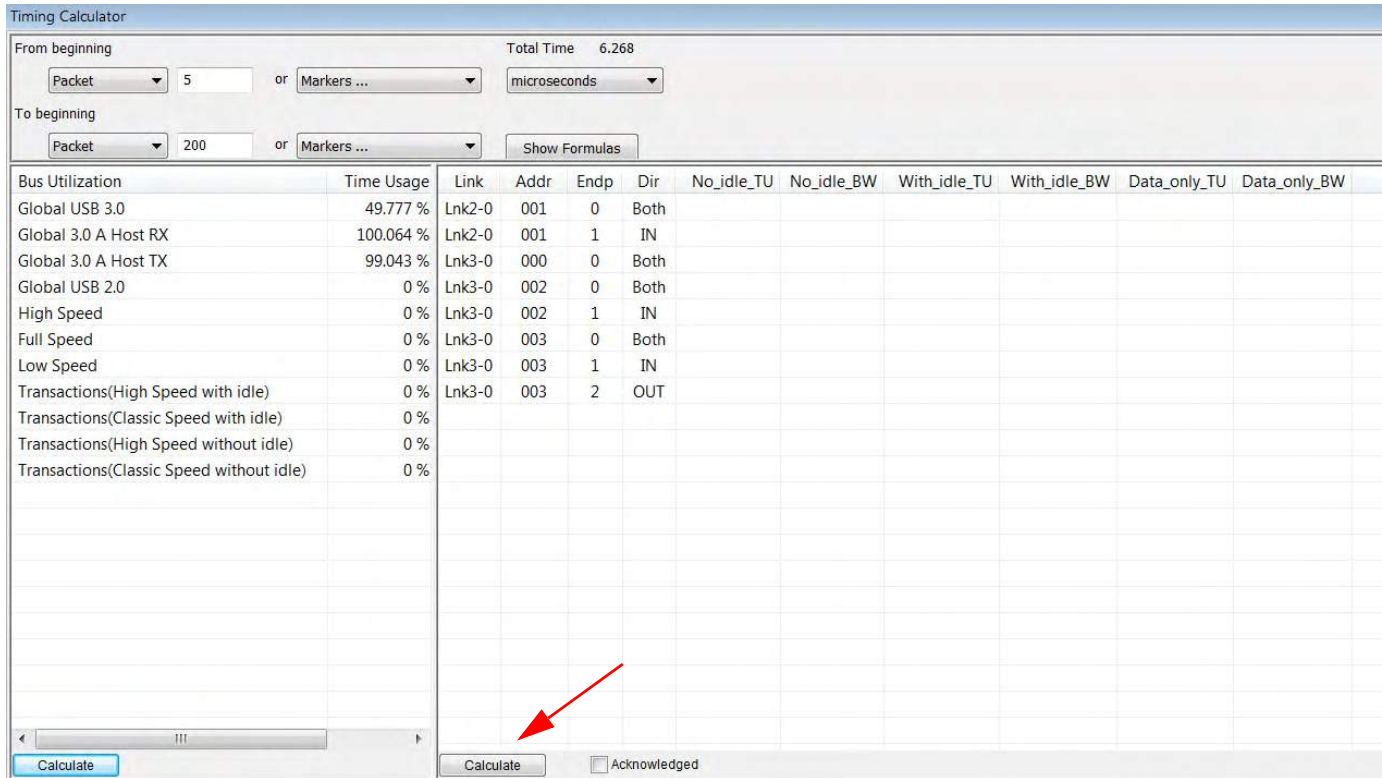 Timing Calculator
From beginning Total Time 6.268
Packet 5 or Markers ... microseconds
To beginning
Packet 200 or Markers ... Show Formulas
Bus Utilization Time Usage Link Addr Endp Dir No_idle_TU No_idle_BW With_idle_TU With_idle_BW Data_only_TU Data_only_BW
Global USB 3.0 49.777 % Lnk2-0 001 0 Both
Global 3.0 A Host RX 100.064 % Lnk2-0 001 1 IN
Global 3.0 A Host TX 99.043 % Lnk3-0 000 0 Both
Global USB 2.0 0 % Lnk3-0 002 0 Both
High Speed 0 % Lnk3-0 002 1 IN
Full Speed 0 % Lnk3-0 003 0 Both
Low Speed 0 % Lnk3-0 003 1 IN
Transactions(High Speed with idle) 0 % Lnk3-0 003 2 OUT
Transactions(Classic Speed with idle) 0 %
Transactions(High Speed without idle) 0 %
Transactions(Classic Speed without idle) 0 %
Calculate Calculate Acknowledged